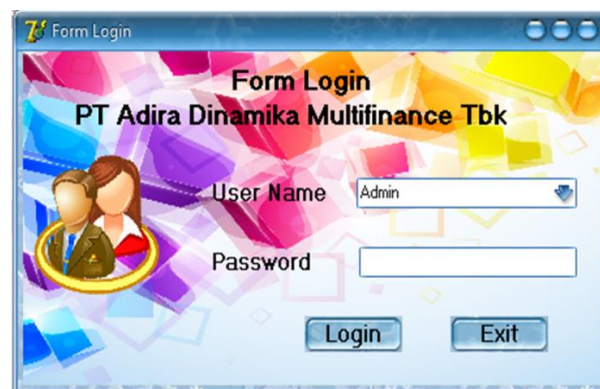 Form Login
Form Login
PT Adira Dinamika Multifinance Tbk
User Name Admin
Password
Login Exit